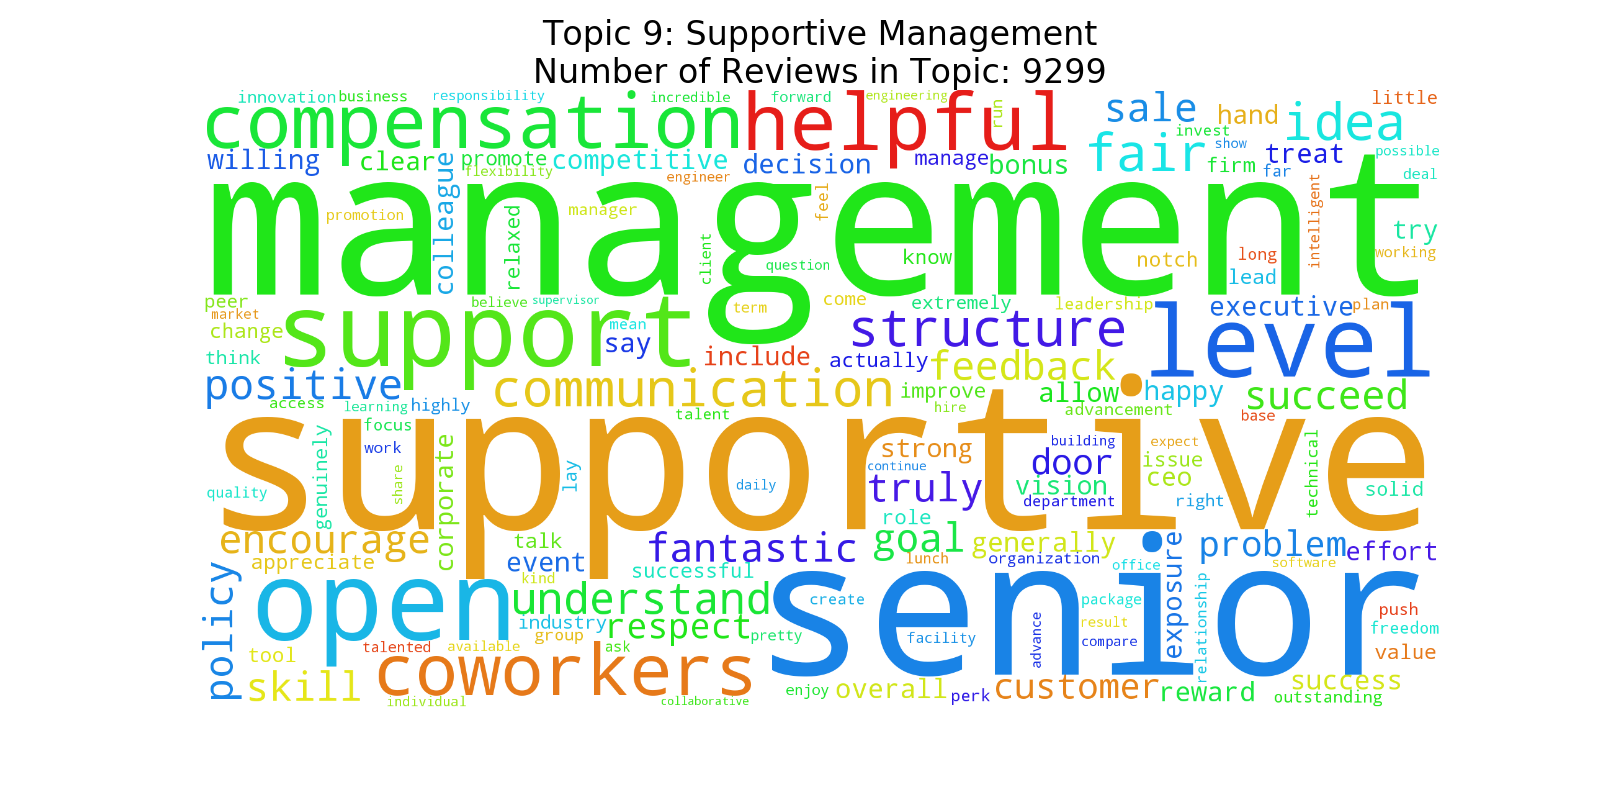 Topic 9: Supportive Management
Number of Reviews in Topic: 9299
innovation business responsibility incredible forward engineering little
compensation helpful run sale hand idea
invest show possible
willing clear promote competitive decision manage bonus fair firm treat
flexibility engineer far deal
management
colleague promotion relaxed manager feel intelligent try
client question know notch long lead working
peer believe supervisor term come extremely leadership executive plan
market change support mean structure level
think say include actually feedback
positive communication improve allow happy succeed
access learning highly talent hire advancement base
supportive
focus genuinely work corporate strong building expect
share lay continue door issue technical
quality daily truly vision ceo solid
department right
role
encourage talk fantastic goal generally problem effort
appreciate event successful lunch organization office software
policy kind exposure
open understand senior create package push
industry respect result freedom
group pretty facility advance compare relationship
talented available ask value
tool coworkers
skill enjoy overall customer success
individual collaborative perk reward outstanding